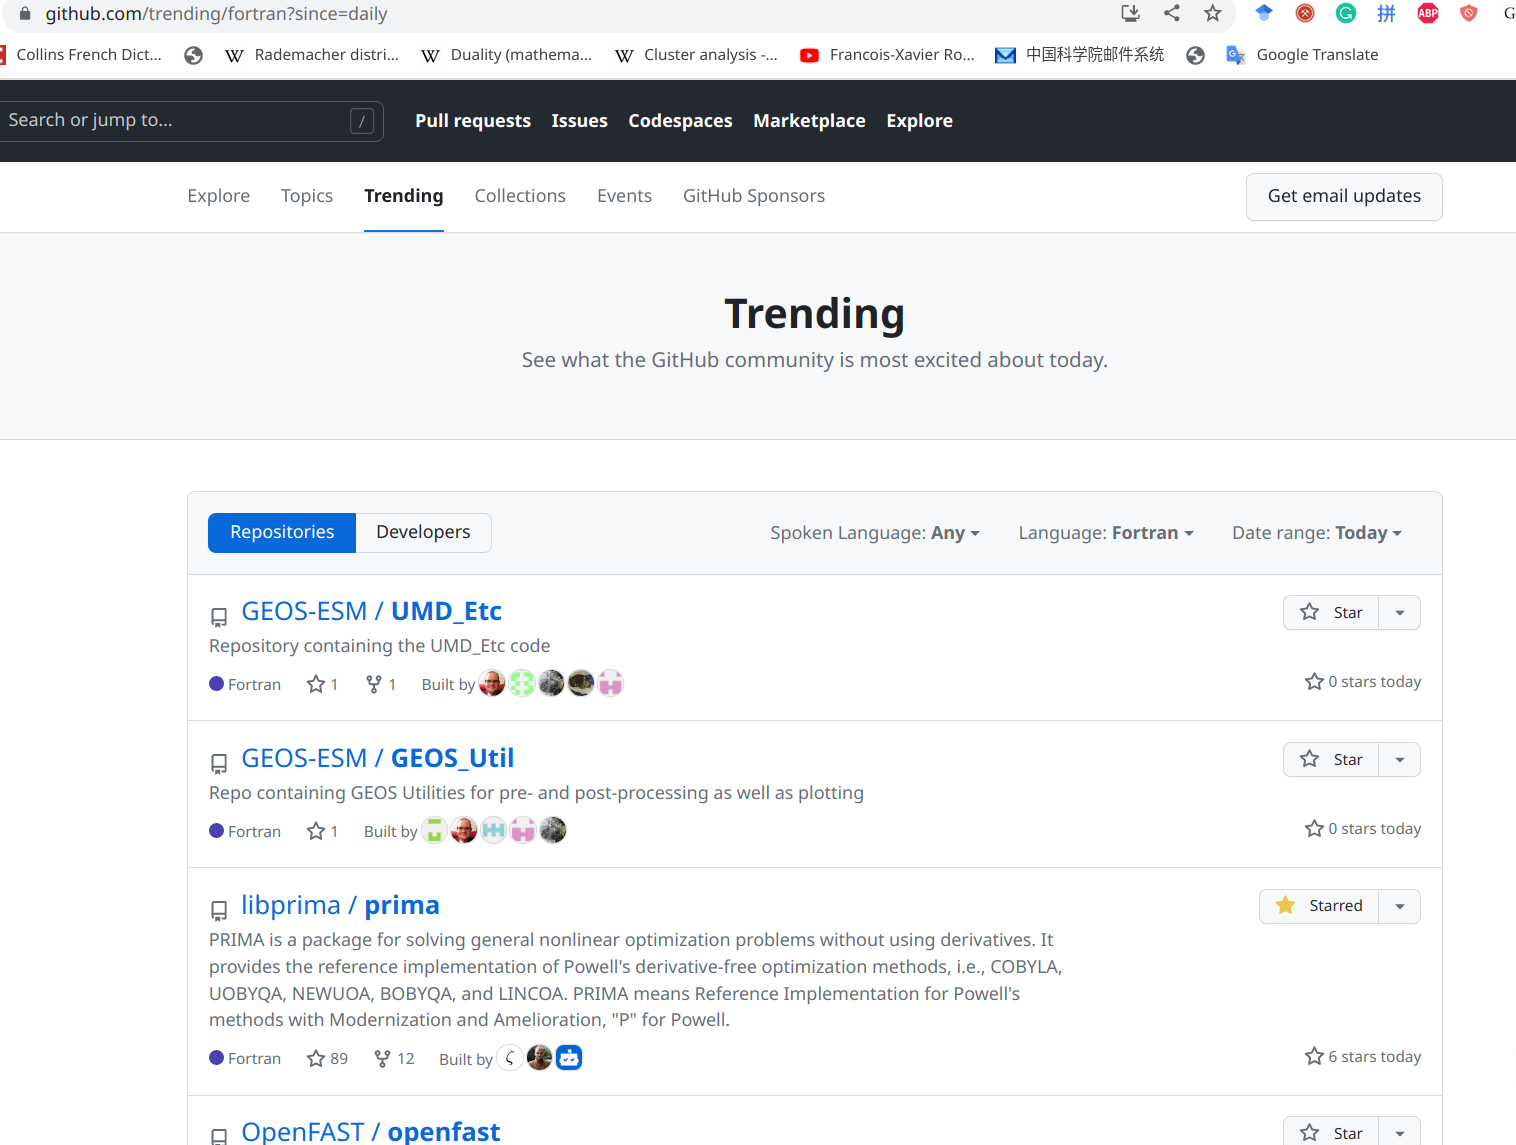 github.com/trending/fortran?since=daily
ABP G
Collins French Dict... W Rademacher distri... W Duality (mathema... W Cluster analysis -... Francois-Xavier Ro... 中国科学院邮件系统 Google Translate
Search or jump to... / Pull requests Issues Codespaces Marketplace Explore
Explore Topics Trending Collections Events GitHub Sponsors Get email updates
Trending
See what the GitHub community is most excited about today.
Repositories Developers Spoken Language: Any Language: Fortran Date range: Today
GEOS-ESM / UMD_Etc Star
Repository containing the UMD_Etc code
Fortran 1 1 Built by 0 stars today
GEOS-ESM / GEOS_Util Star
Repo containing GEOS Utilities for pre- and post-processing as well as plotting
Fortran 1 Built by 0 stars today
libprima / prima Starred
PRIMA is a package for solving general nonlinear optimization problems without using derivatives. It
provides the reference implementation of Powell's derivative-free optimization methods, i.e., COBYLA,
UOBYQA, NEWUOA, BOBYQA, and LINCOA. PRIMA means Reference Implementation for Powell's
methods with Modernization and Amelioration, "P" for Powell.
Fortran 89 12 Built by 6 stars today
OpenFAST / openfast Star